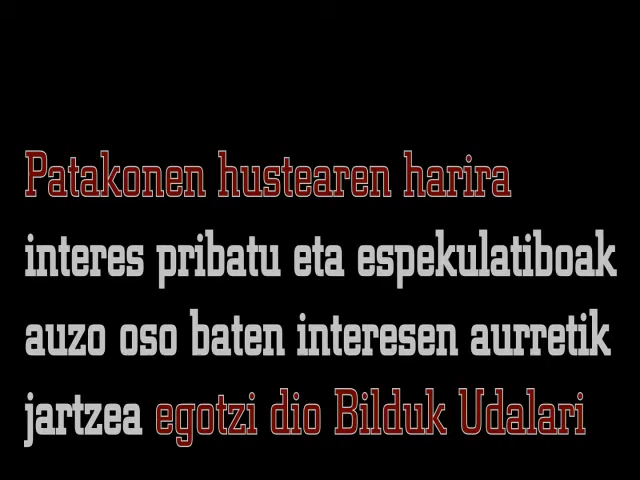 Patakonen hustearen harira
interes pribatu eta espekulatiboak
auzo oso baten interesen aurretik
jartzea egotzi dio Bilduk Udalari